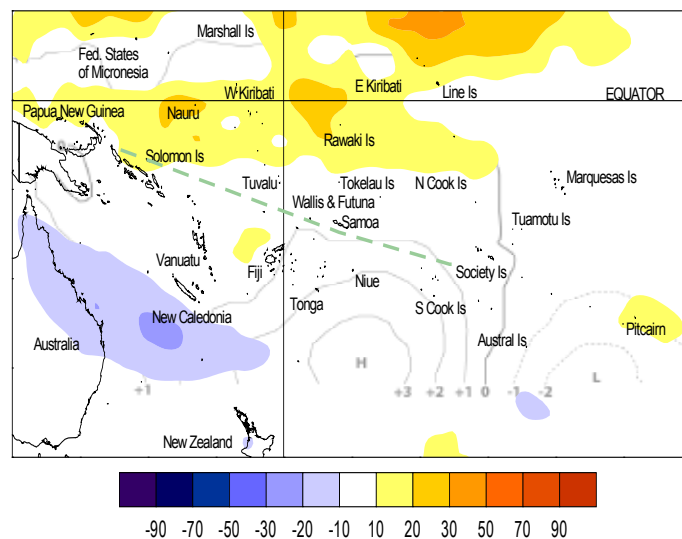 Marshall Is
Fed. States
of Micronesia
W Kiribati
E Kiribati
Line Is
EQUATOR
Papua New Guinea
Nauru
0
Rawaki Is
Solomon Is
Tuvalu
Tokelau Is
N Cook Is
Marquesas Is
Wallis & Futuna
Samoa
Tuamotu Is
Vanuatu
Fiji
Society Is
Niue
Tonga
S Cook Is
New Caledonia
Pitcairn
Australia
Austral Is
H
L
+1
+3
+2
+1
0
-1
-2
New Zealand
-90 -70 -50 -30 -20 -10 10 20 30 50 70 90